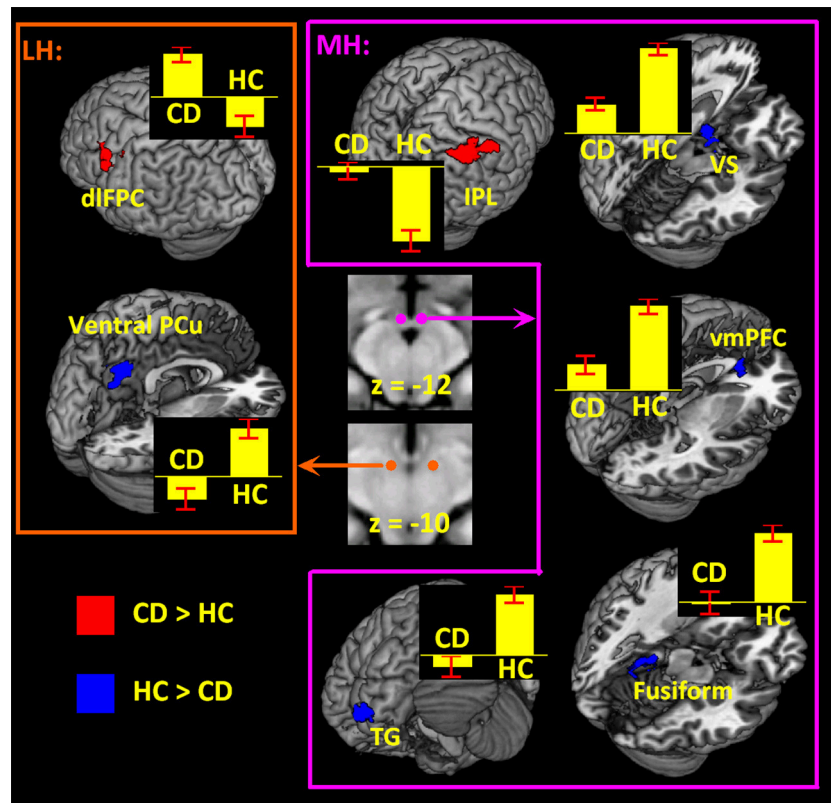 LH:
CD
HC
dlFPC
Ventral PCu
CD
HC
MH:
CD
HC
IPL
CD
HC
VS
z = -12
z = -10
CD
HC
vmPFC
CD
HC
TG
CD
HC
Fusiform
CD > HC
HC > CD